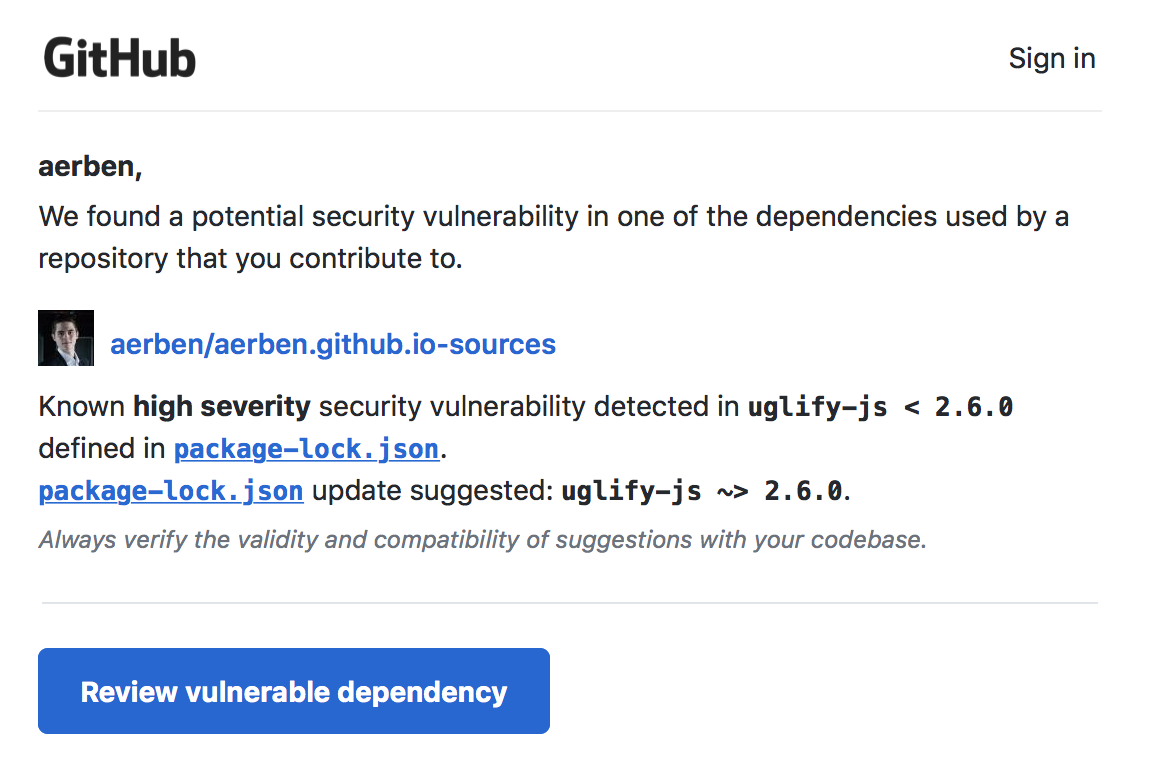 GitHub
Sign in
aerben,
We found a potential security vulnerability in one of the dependencies used by a
repository that you contribute to.
aerben/aerben.github.io-sources
Known high severity security vulnerability detected in uglify-js < 2.6.0
defined in package-lock.json.
package-lock.json update suggested: uglify-js ~> 2.6.0.
Always verify the validity and compatibility of suggestions with your codebase.
Review vulnerable dependency